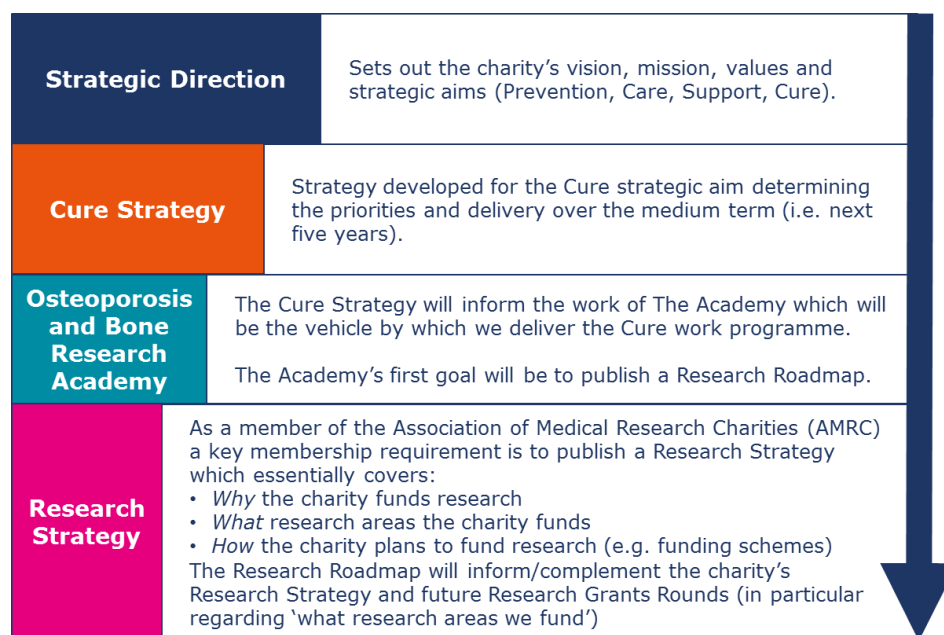 Strategic Direction
Sets out the charity's vision, mission, values and
strategic aims (Prevention, Care, Support, Cure).
Cure Strategy
Strategy developed for the Cure strategic aim determining
the priorities and delivery over the medium term (i.e. next
five years).
Osteoporosis
and Bone
Research
Academy
The Cure Strategy will inform the work of The Academy which will
be the vehicle by which we deliver the Cure work programme.
The Academy's first goal will be to publish a Research Roadmap.
Research
Strategy
As a member of the Association of Medical Research Charities (AMRC)
a key membership requirement is to publish a Research Strategy
which essentially covers:
• Why the charity funds research
• What research areas the charity funds
• How the charity plans to fund research (e.g. funding schemes)
The Research Roadmap will inform/complement the charity's
Research Strategy and future Research Grants Rounds (in particular
regarding 'what research areas we fund')